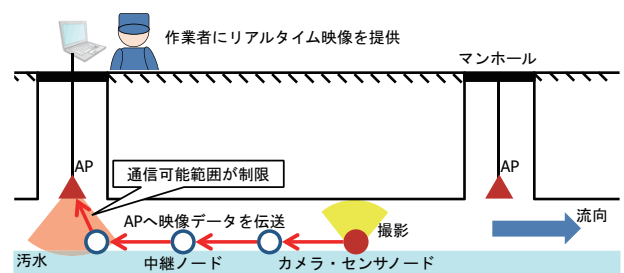 作業者にリアルタイム映像を提供
マンホール
AP
通信可能範囲が制限
AP
APへ映像データを伝送
撮影
流向
汚水
中継ノード
カメラ・センサノード